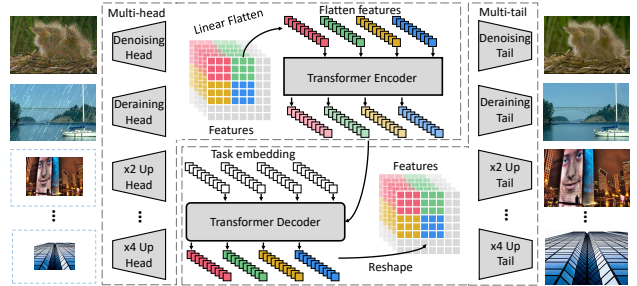 Multi-head
Linear Flatten
Flatten features
Multi-tail
Denoising
Head
Transformer Encoder
Denoising
Tail
Deraining
Head
Features
Deraining
Tail
Task embedding
Features
x2 Up
Head
x2 Up
Tail
...
...
...
...
Transformer Decoder
x4 Up
Head
Reshape
x4 Up
Tail